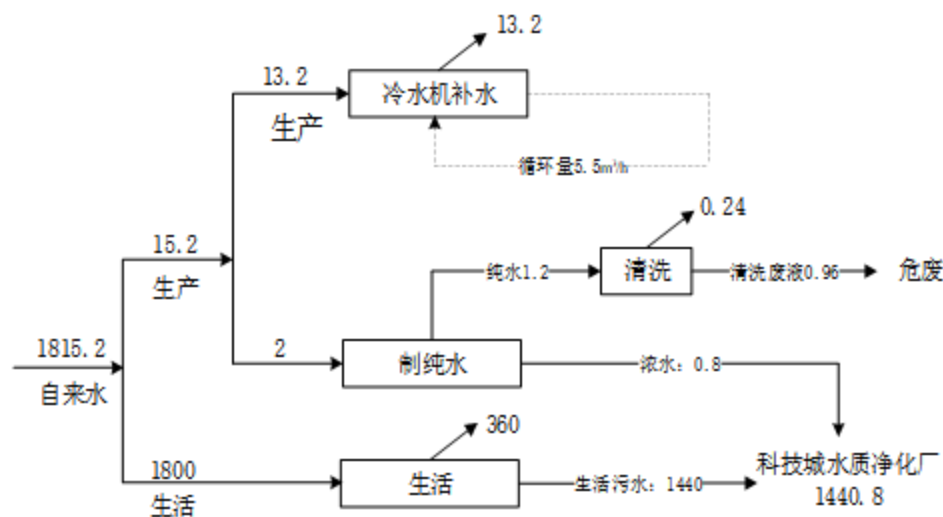 13.2
13.2
冷水机补水
生产
循环量5.5m³/h
0.24
15.2
纯水1.2
清洗
清洗废液0.96
危废
生产
2
制纯水
浓水：0.8
1815.2
自来水
360
1800
生活
生活污水：1440
科技城水质净化厂
1440.8
生活